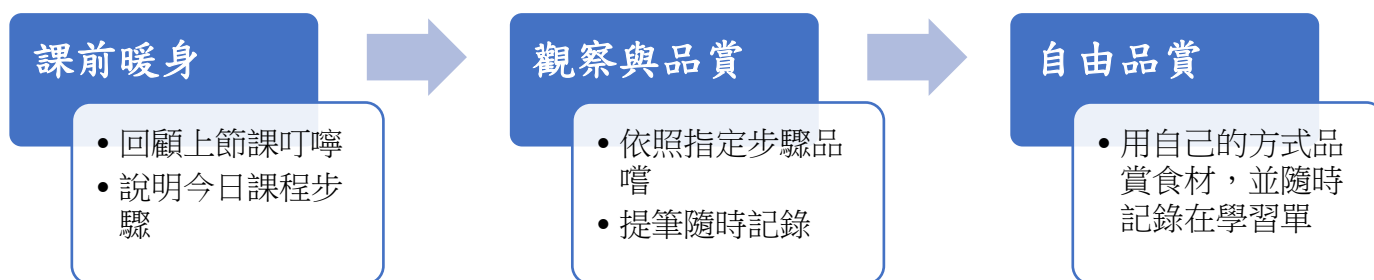 課前暖身
• 回顧上節課叮嚀
• 說明今日課程步
驟
觀察與品賞
• 依照指定步驟品
嚐
• 提筆隨時記錄
自由品賞
• 用自己的方式品
賞食材，並隨時
記錄在學習單